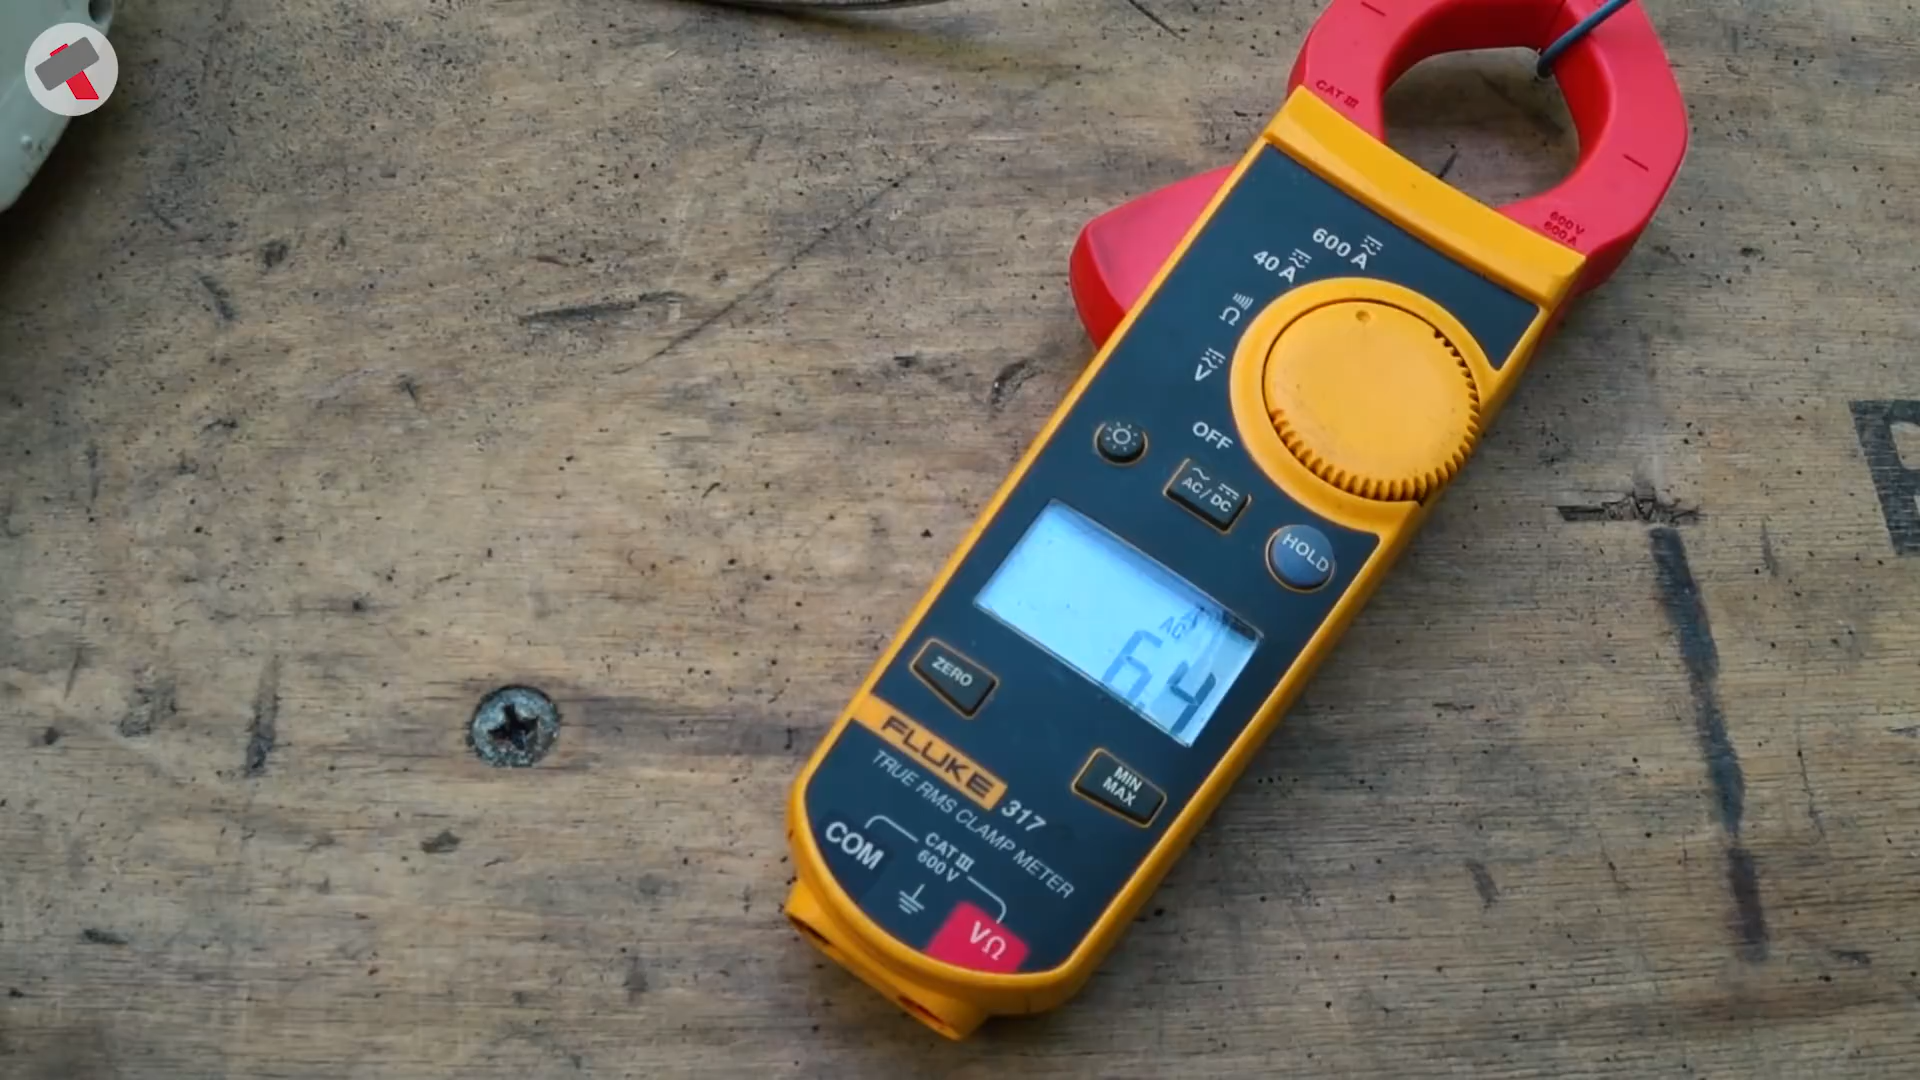 CAT III
600 V
600 A
600 A
40 A
Ω
V
OFF
AC / DC
HOLD
AC A
6.4
ZERO
FLUKE 317
TRUE RMS CLAMP METER
MIN
MAX
COM
CAT III
600 V
VΩ